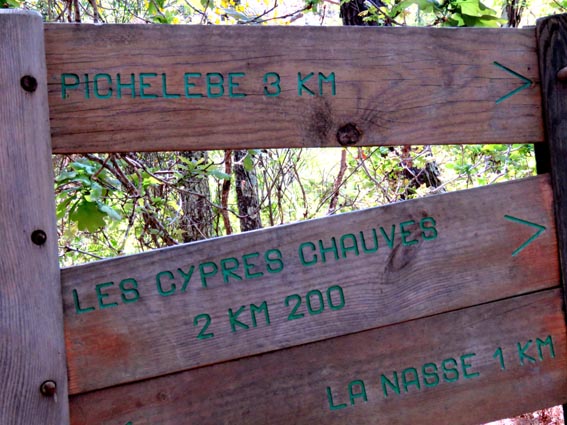 PICHELEBE 3 KM >
LES CYPRES CHAUVES >
2 KM 200
LA NASSE 1 KM